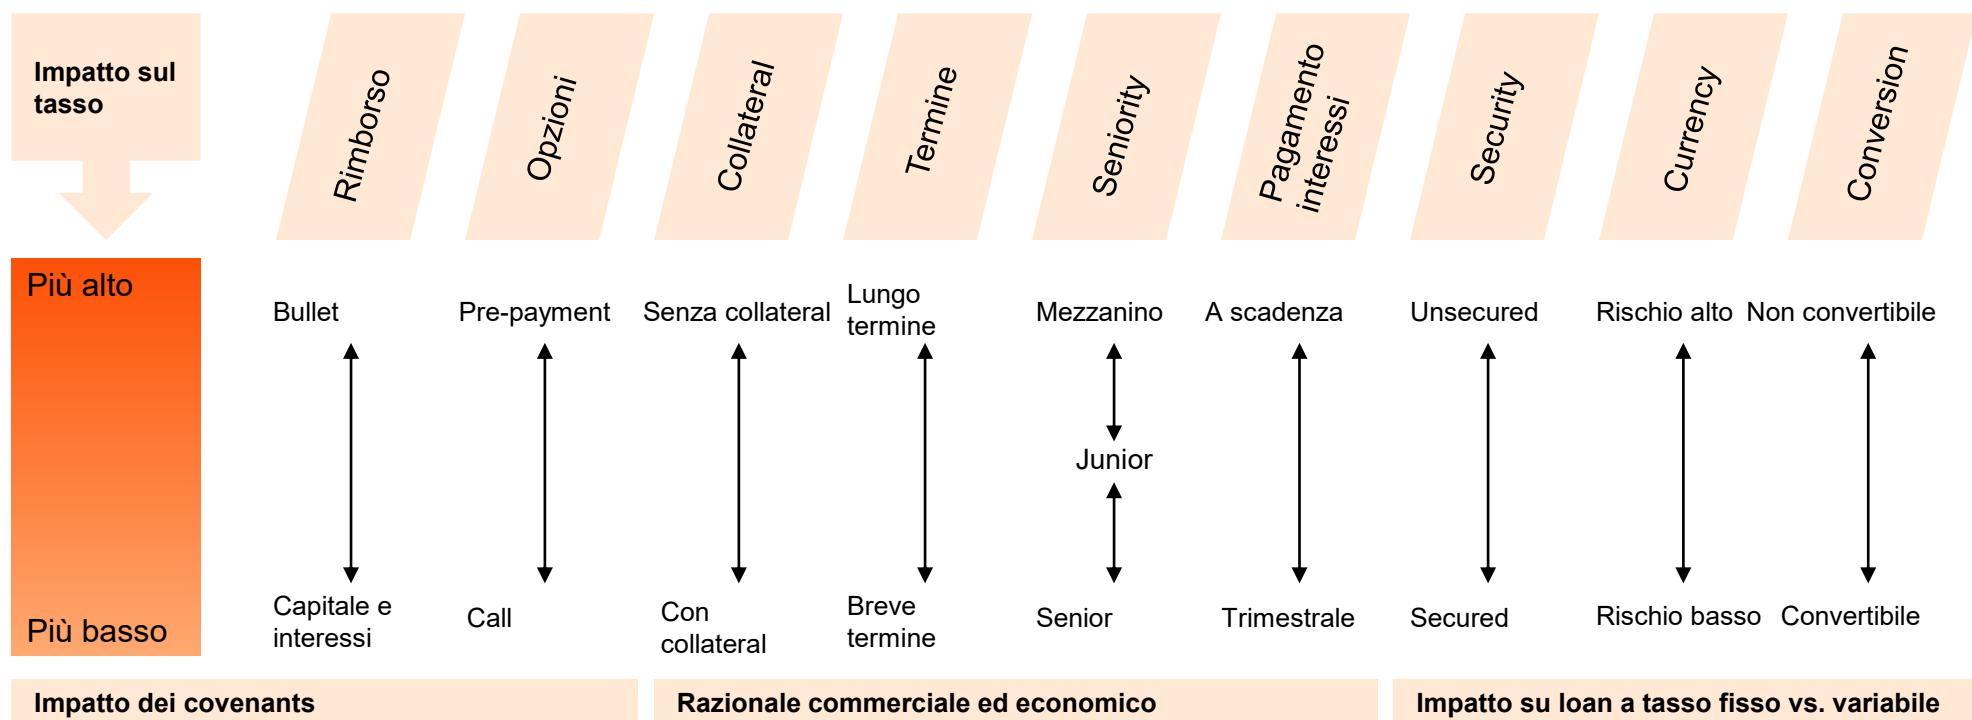 Impatto sul
tasso
Rimborso
Opzioni
Collateral
Termine
Seniority
Pagamento
interessi
Security
Currency
Conversion
Più alto
Bullet
Pre-payment
Senza collateral
Lungo
termine
Mezzanino
A scadenza
Unsecured
Rischio alto
Non convertibile
Junior
Più basso
Capitale e
interessi
Call
Con
collateral
Breve
termine
Senior
Trimestrale
Secured
Rischio basso
Convertibile
Impatto dei covenants
Razionale commerciale ed economico
Impatto su loan a tasso fisso vs. variabile